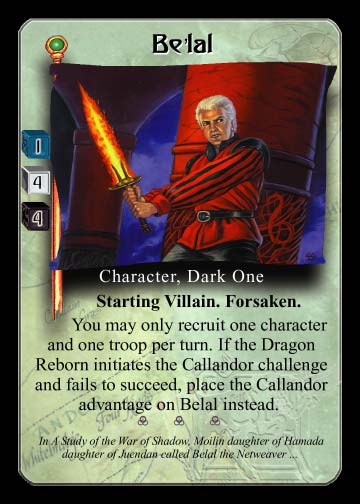 Be'lal
1
4
4
Character, Dark One
Starting Villain. Forsaken.
You may only recruit one character
and one troop per turn. If the Dragon
Reborn initiates the Callandor challenge
and fails to succeed, place the Callandor
advantage on Belal instead.
In A Study of the War of Shadow, Moilin daughter of Hamada
daughter of Juendan called Belal the Netweaver ...